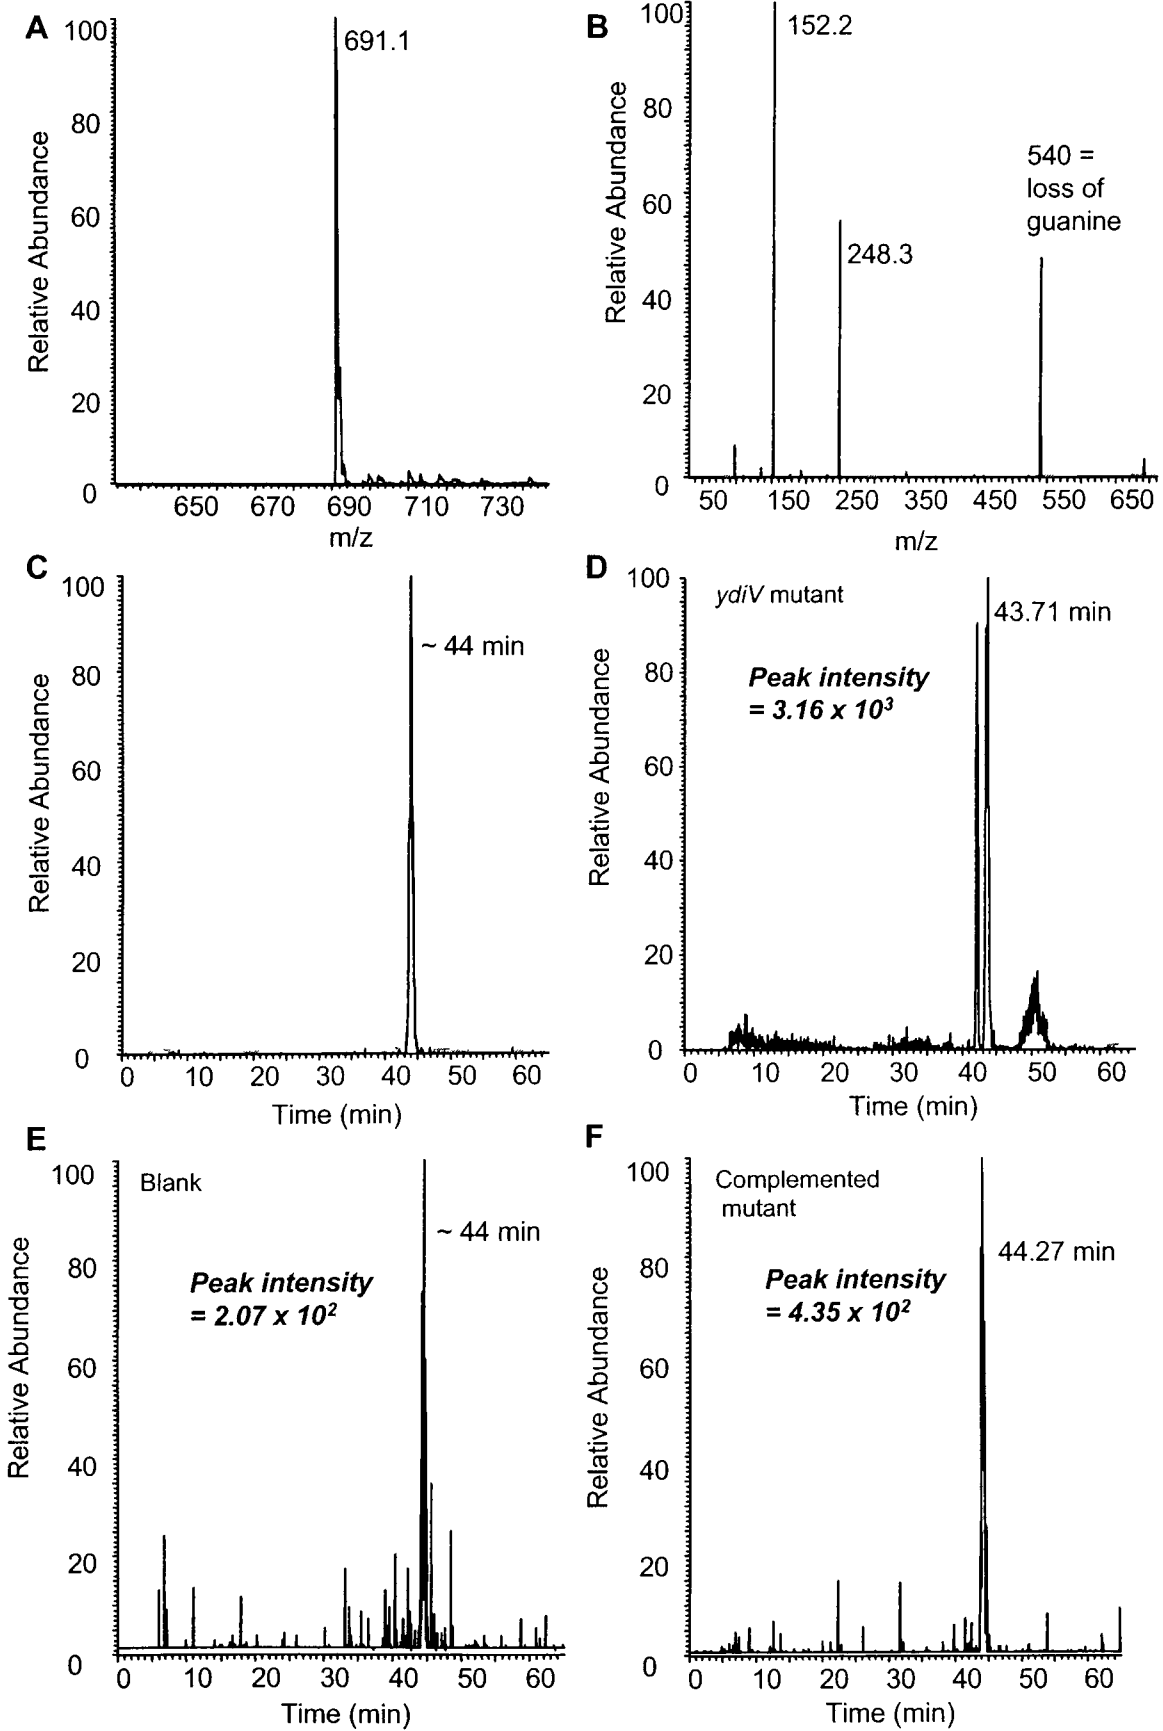 A
100
80
60
40
20
0
Relative Abundance
691.1
650 670 690 710 730
m/z
B
100
80
60
40
20
0
Relative Abundance
152.2
248.3
540 =
loss of
guanine
50 150 250 350 450 550 650
m/z
C
100
80
60
40
20
0
Relative Abundance
~ 44 min
0 10 20 30 40 50 60
Time (min)
D
100
80
60
40
20
0
Relative Abundance
ydiV mutant
43.71 min
Peak intensity
= 3.16 x 10³
0 10 20 30 40 50 60
Time (min)
E
100
80
60
40
20
0
Relative Abundance
Blank
~ 44 min
Peak intensity
= 2.07 x 10²
0 10 20 30 40 50 60
Time (min)
F
100
80
60
40
20
0
Relative Abundance
Complemented
mutant
44.27 min
Peak intensity
= 4.35 x 10²
0 10 20 30 40 50 60
Time (min)